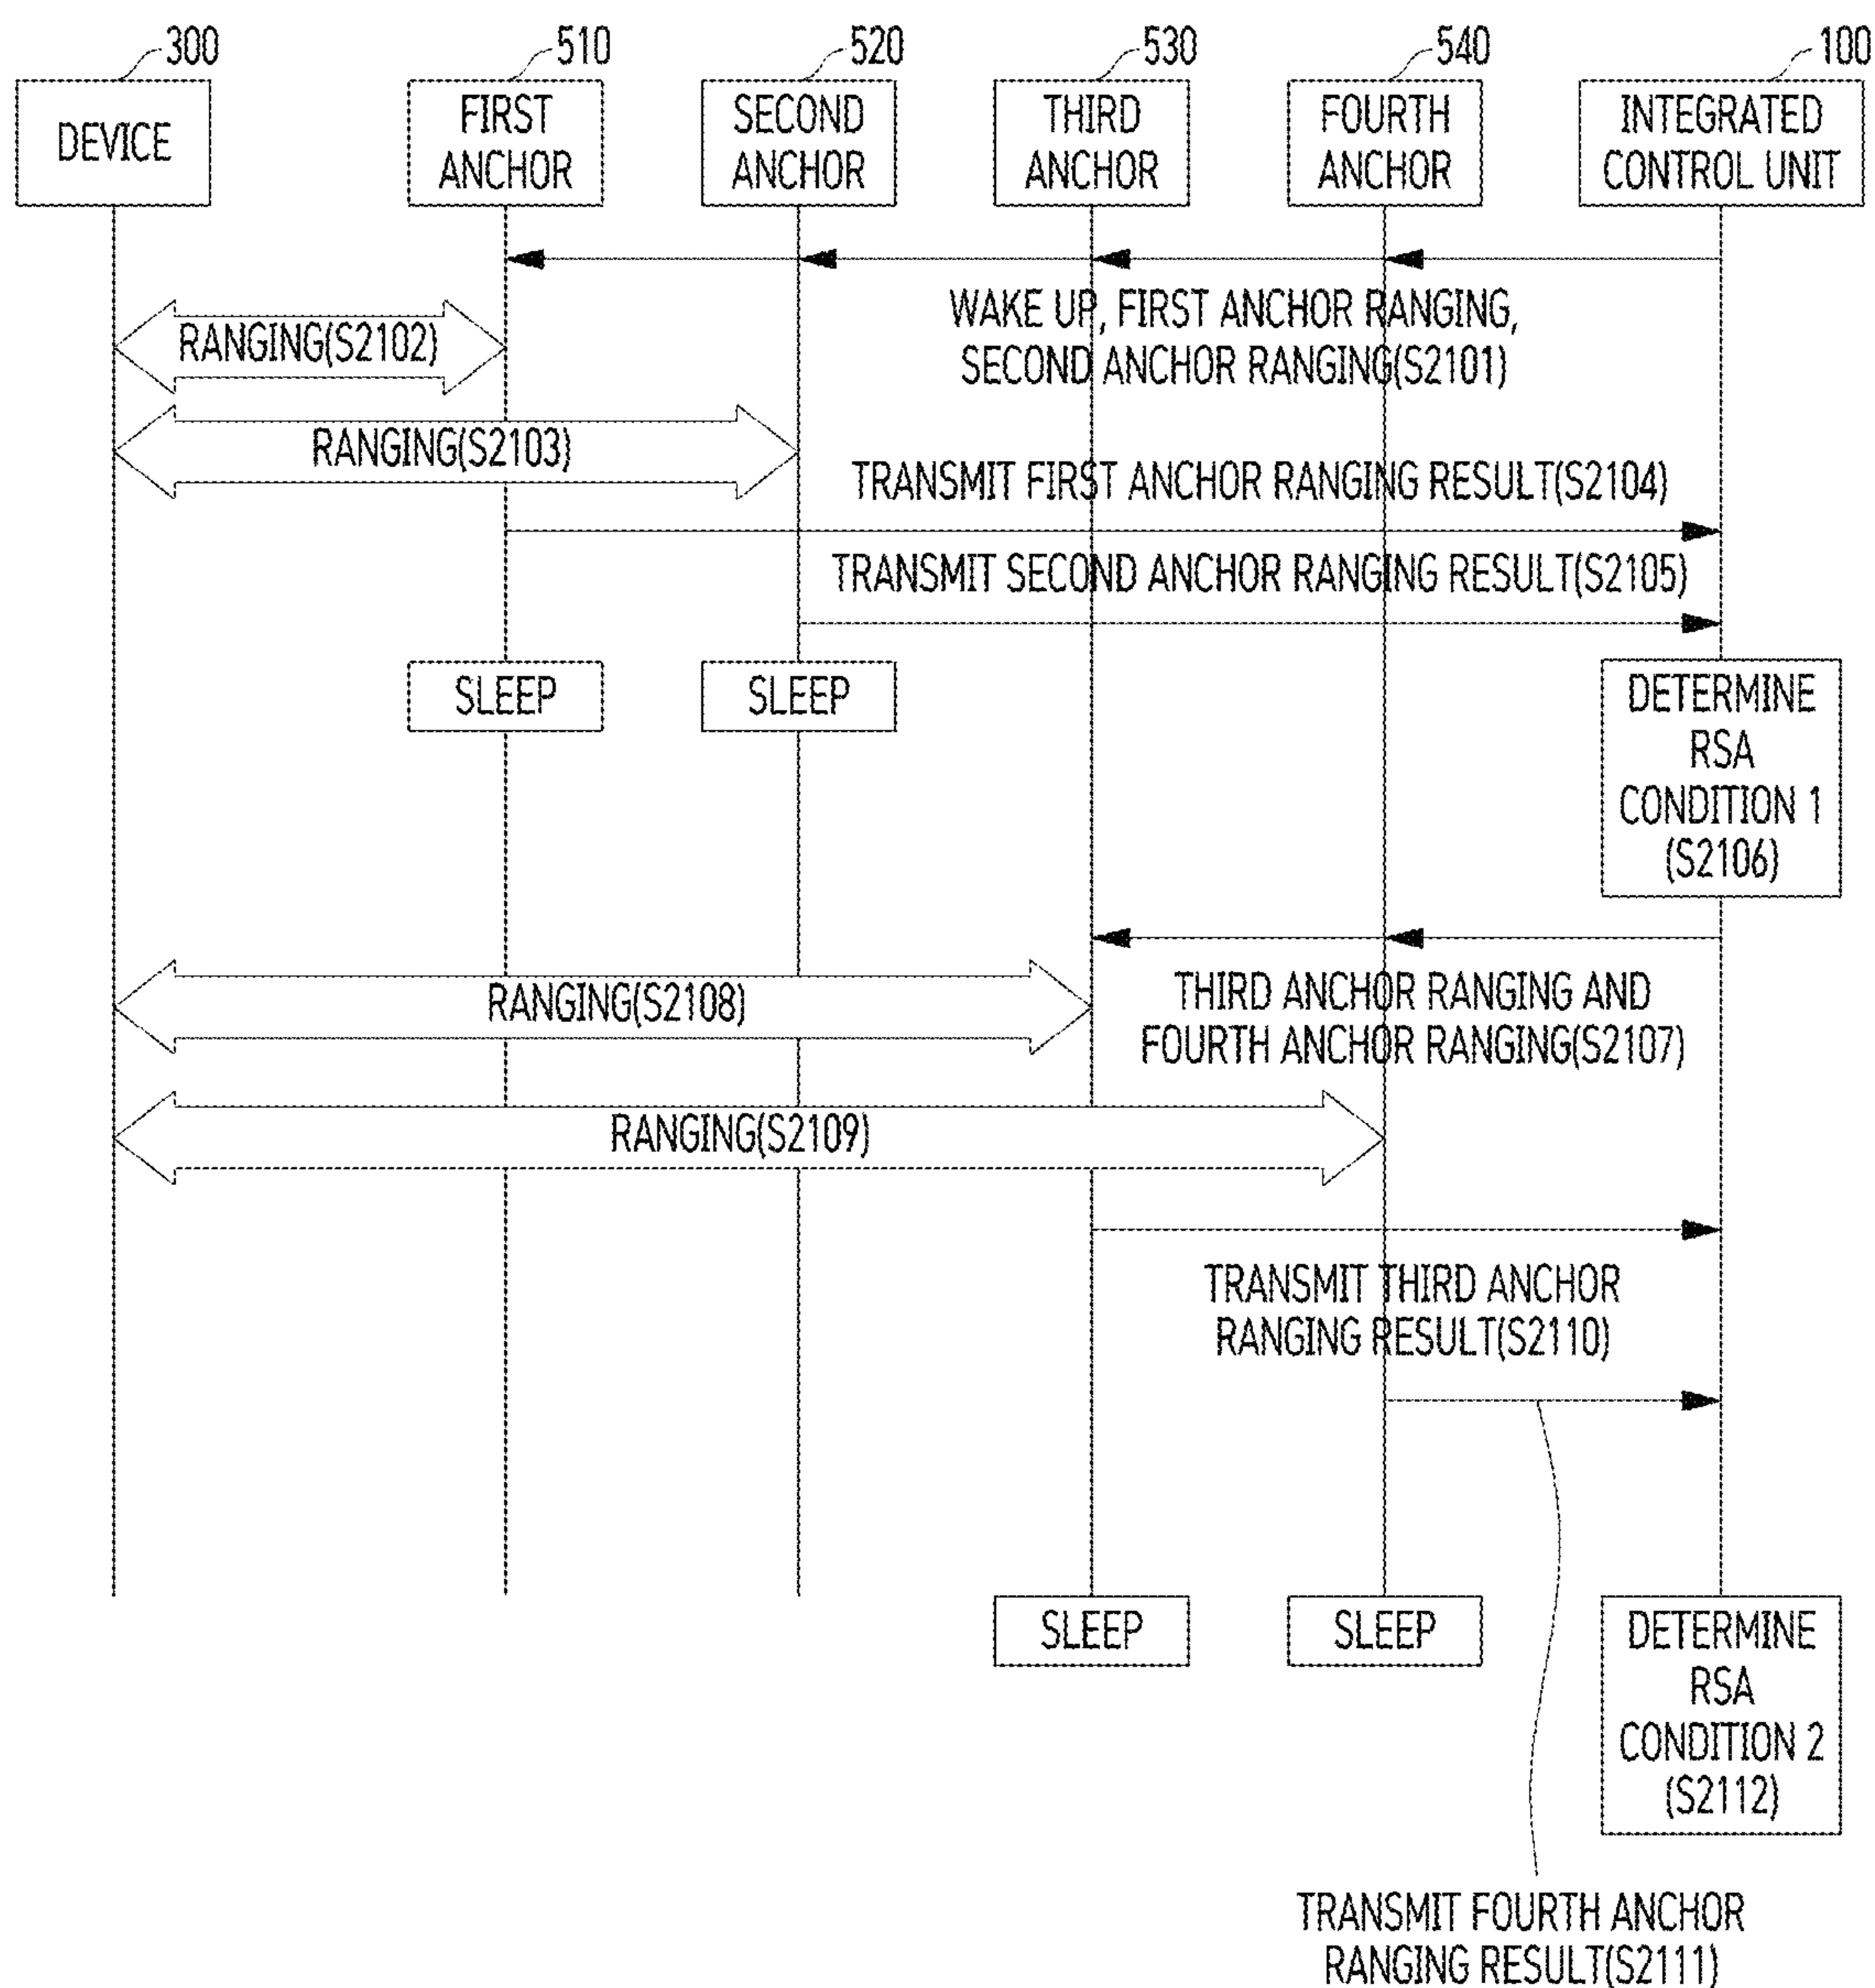 300
510
520
530
540
100
DEVICE
FIRST
ANCHOR
SECOND
ANCHOR
THIRD
ANCHOR
FOURTH
ANCHOR
INTEGRATED
CONTROL UNIT
WAKE UP, FIRST ANCHOR RANGING,
SECOND ANCHOR RANGING(S2101)
RANGING(S2102)
RANGING(S2103)
TRANSMIT FIRST ANCHOR RANGING RESULT(S2104)
TRANSMIT SECOND ANCHOR RANGING RESULT(S2105)
SLEEP
SLEEP
DETERMINE
RSA
CONDITION 1
(S2106)
THIRD ANCHOR RANGING AND
FOURTH ANCHOR RANGING(S2107)
RANGING(S2108)
RANGING(S2109)
TRANSMIT THIRD ANCHOR
RANGING RESULT(S2110)
SLEEP
SLEEP
DETERMINE
RSA
CONDITION 2
(S2112)
TRANSMIT FOURTH ANCHOR
RANGING RESULT(S2111)